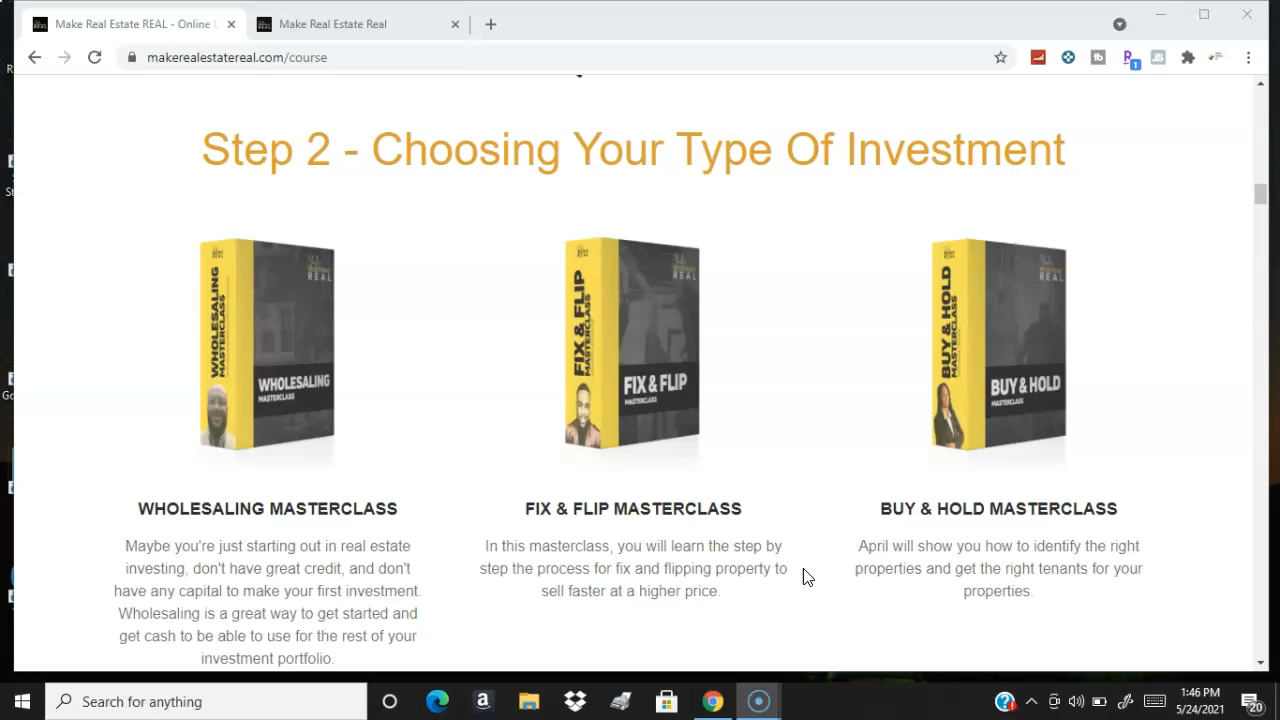 Make Real Estate REAL - Online
Make Real Estate Real
makerealestatereal.com/course
1
Step 2 - Choosing Your Type Of Investment
WHOLESALING
MASTERCLASS
REAL
WHOLESALING
MASTERCLASS
FIX & FLIP
MASTERCLASS
REAL
FIX & FLIP
MASTERCLASS
BUY & HOLD
MASTERCLASS
REAL
BUY & HOLD
MASTERCLASS
WHOLESALING MASTERCLASS
FIX & FLIP MASTERCLASS
BUY & HOLD MASTERCLASS
Maybe you're just starting out in real estate
investing, don't have great credit, and don't
have any capital to make your first investment.
Wholesaling is a great way to get started and
get cash to be able to use for the rest of your
investment portfolio.
In this masterclass, you will learn the step by
step the process for fix and flipping property to
sell faster at a higher price.
April will show you how to identify the right
properties and get the right tenants for your
properties.
Search for anything
1:46 PM
5/24/2021
20